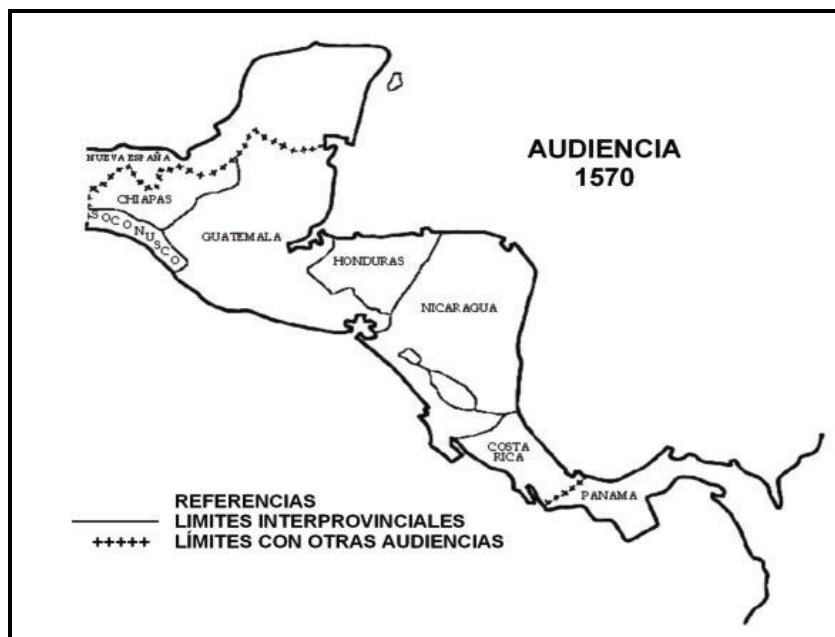 AUDIENCIA
1570
NUEVA ESPAÑA
CHIAPAS
SOCONUSCO
GUATEMALA
HONDURAS
NICARAGUA
COSTA
RICA
PANAMA
REFERENCIAS
LIMITES INTERPROVINCIALES
+++++ LÍMITES CON OTRAS AUDIENCIAS